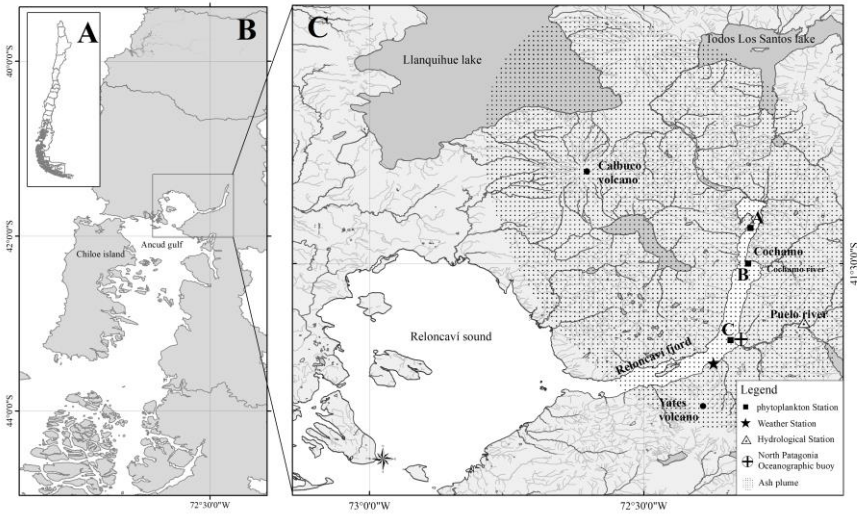 A
B
C
40°0'0"S
42°0'0"S
44°0'0"S
72°30'0"W
Chiloe island
Ancud gulf
Llanquihue lake
Todos Los Santos lake
Calbuco
volcano
A
Cochamo
B
Cochamo river
41°30'0"S
Puelo river
C
Reloncaví sound
Reloncaví fjord
Yates
volcano
Legend
phytoplankton Station
Weather Station
Hydrological Station
North Patagonia
Oceanographic buoy
Ash plume
73°0'0"W
72°30'0"W